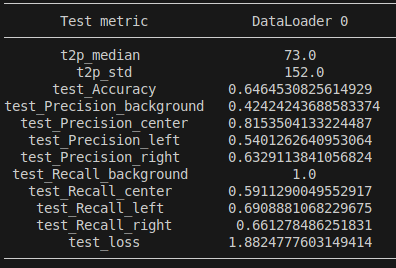 Test metric DataLoader 0
t2p_median 73.0
t2p_std 152.0
test_Accuracy 0.6464530825614929
test_Precision_background 0.42424243688583374
test_Precision_center 0.8153504133224487
test_Precision_left 0.5401262640953064
test_Precision_right 0.6329113841056824
test_Recall_background 1.0
test_Recall_center 0.5911290049552917
test_Recall_left 0.6908881068229675
test_Recall_right 0.661278486251831
test_loss 1.8824777603149414